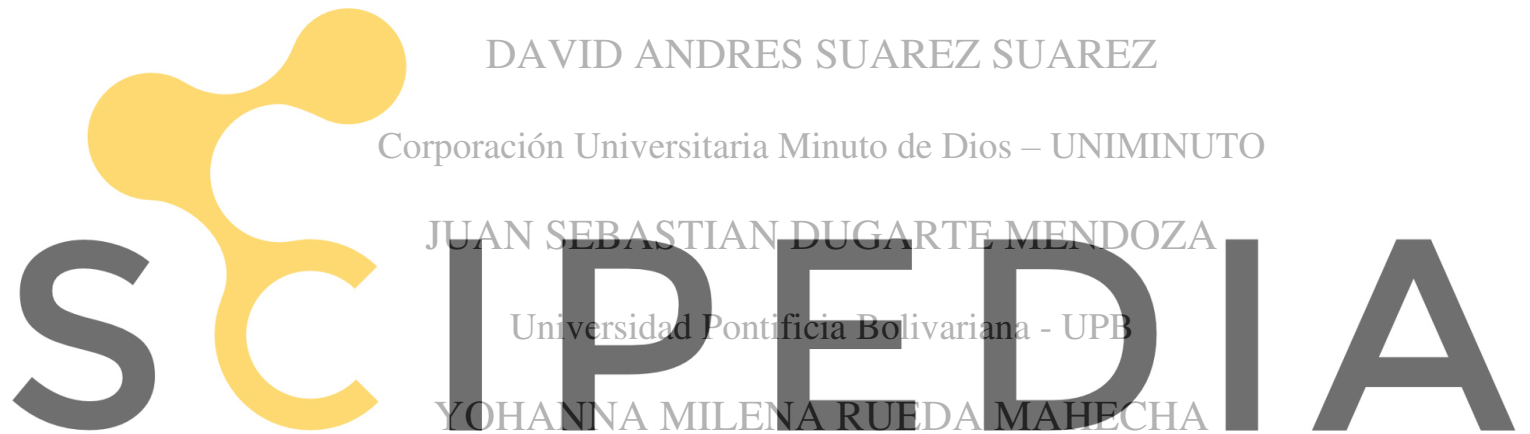 DAVID ANDRES SUAREZ SUAREZ
Corporación Universitaria Minuto de Dios – UNIMINUTO
JUAN SEBASTIAN DUGARTE MENDOZA
Universidad Pontificia Bolivariana - UPB
YOHANNA MILENA RUEDA MAHECHA
SCIPEDIA